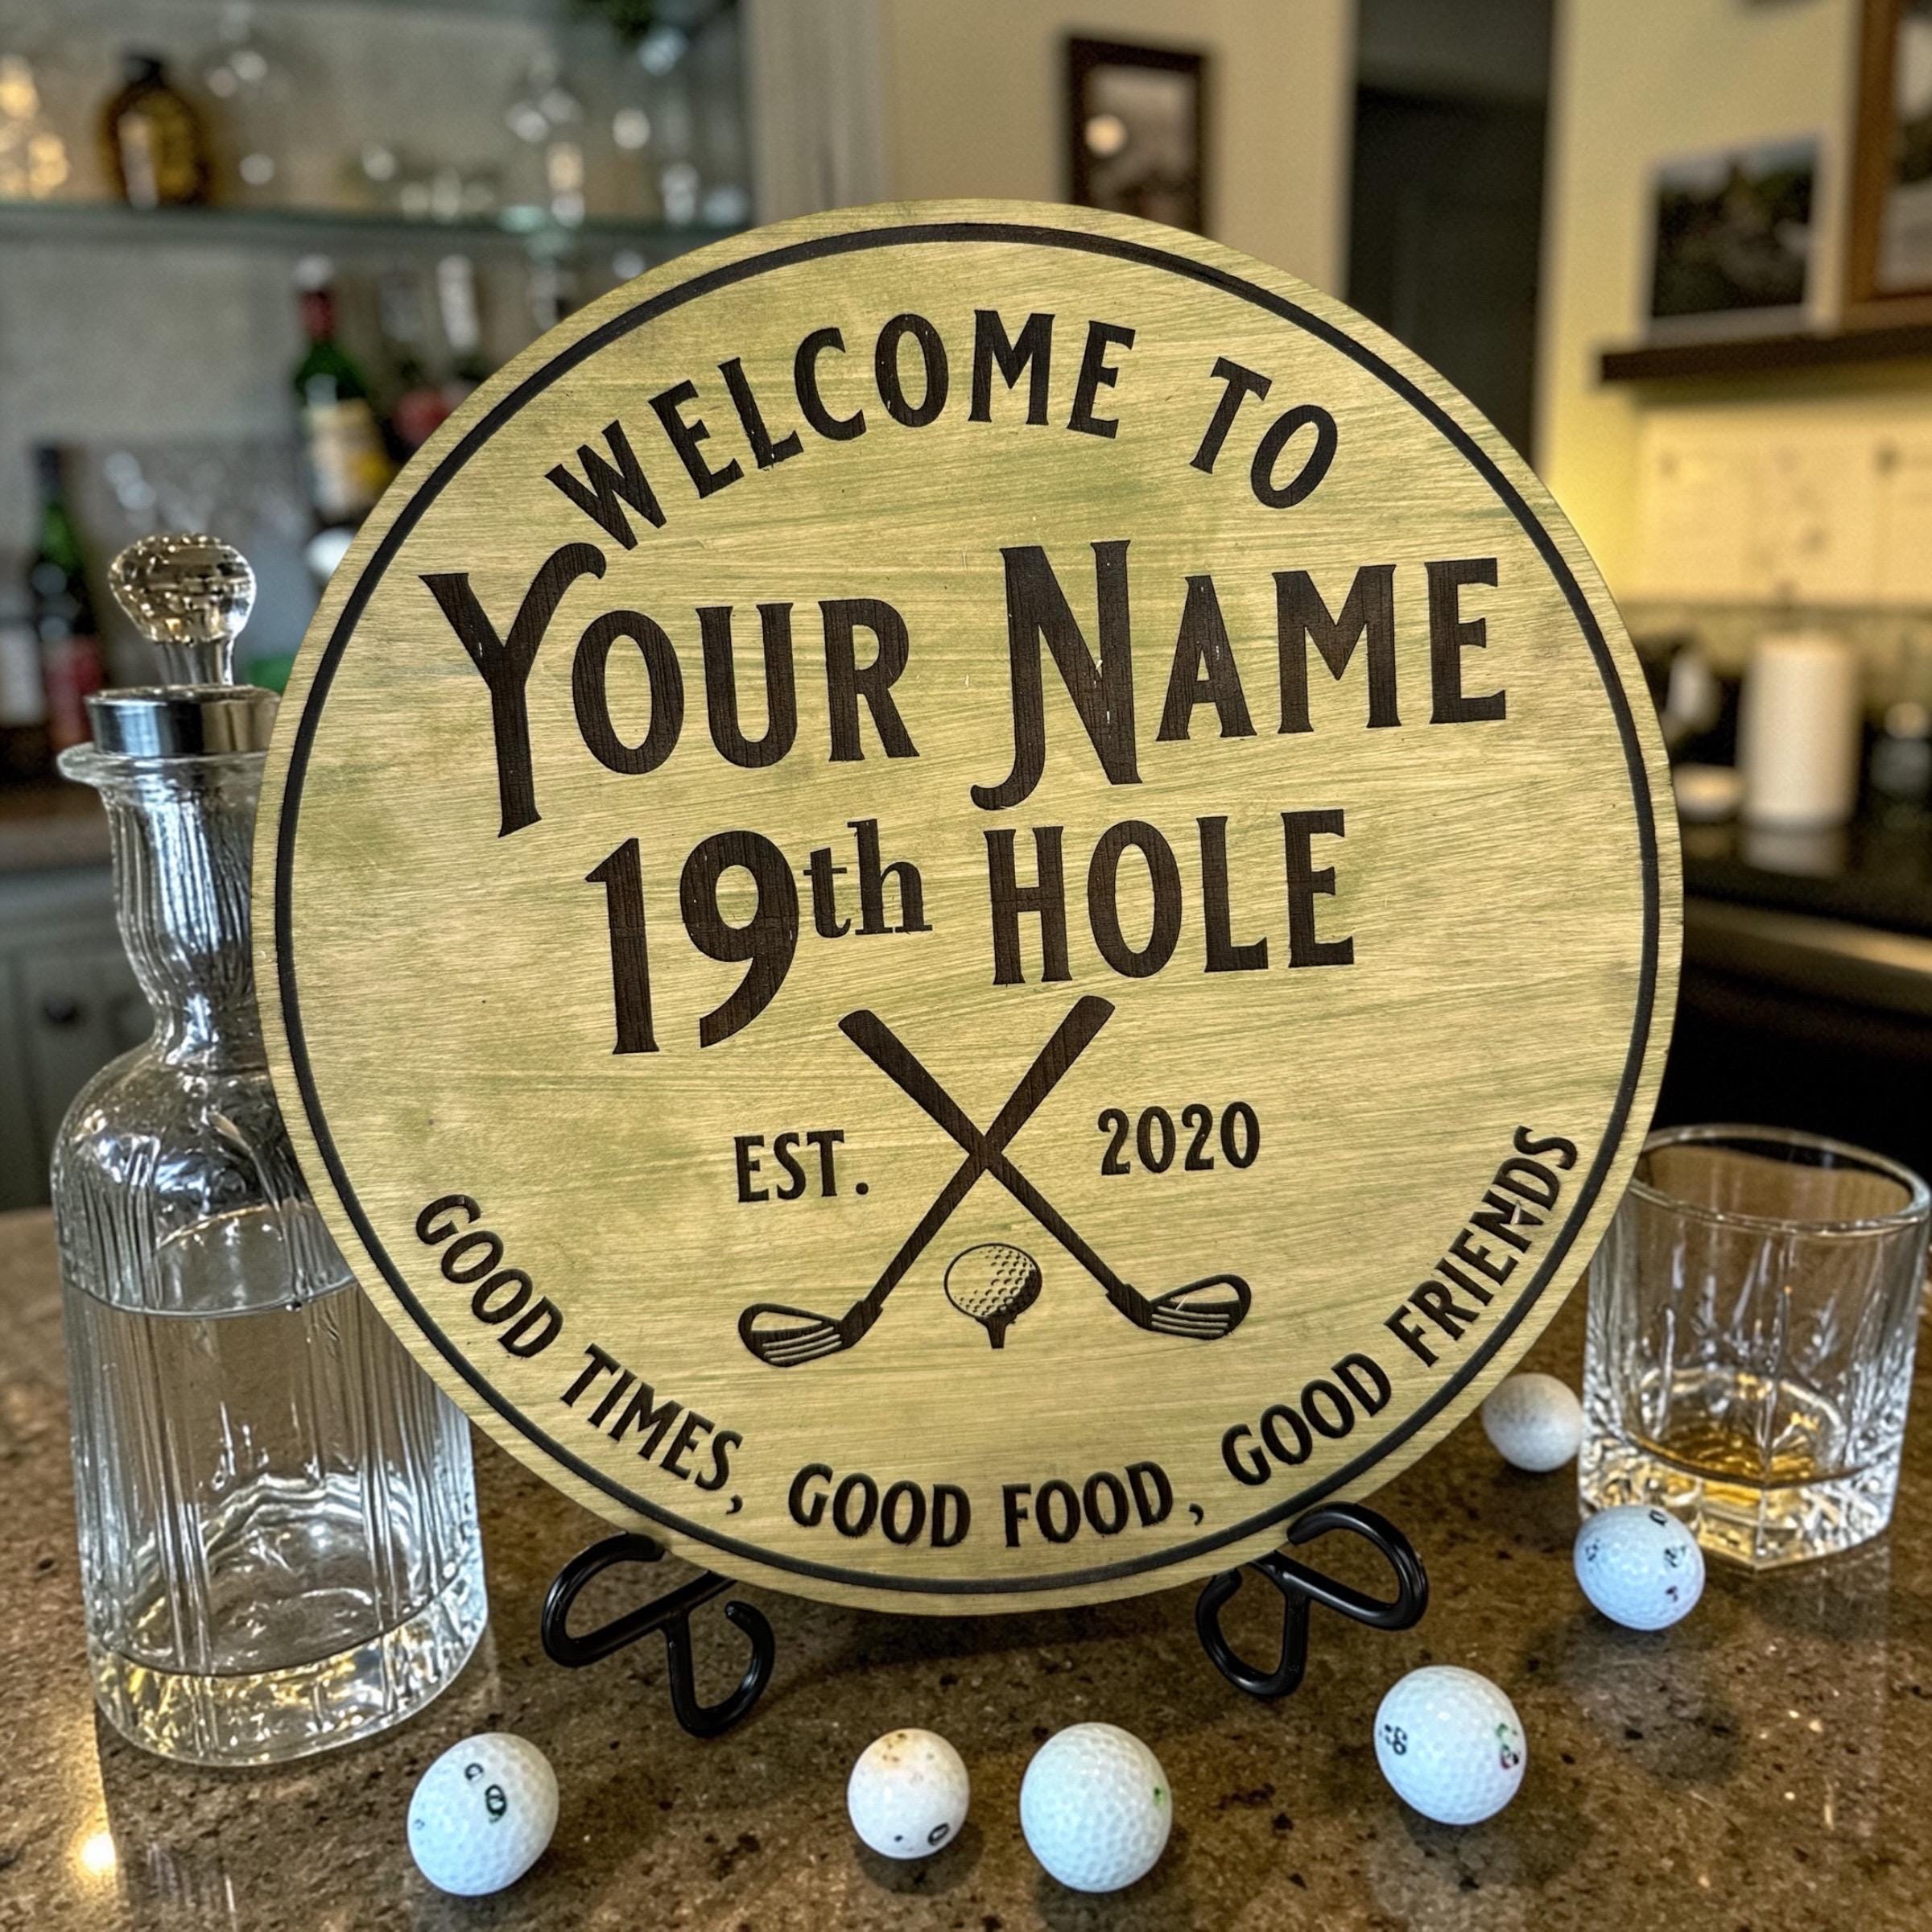 WELCOME TO
YOUR NAME
19th HOLE
EST. 2020
GOOD TIMES, GOOD FOOD, GOOD FRIENDS